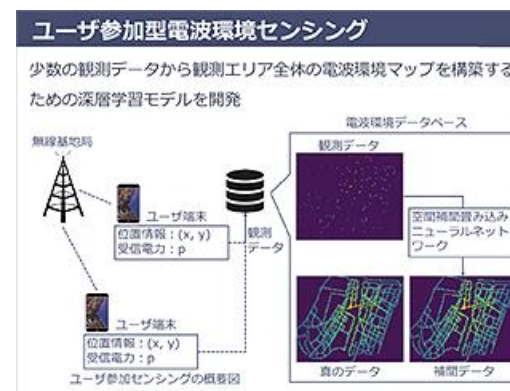 ユーザ参加型電波環境センシング
少数の観測データから観測エリア全体の電波環境マップを構築する
ための深層学習モデルを開発
電波環境データベース
無線基地局
観測データ
ユーザ端末
位置情報：(x, y)
受信電力：p
観測
データ
空間補間畳み込み
ニューラルネット
ワーク
ユーザ端末
位置情報：(x, y)
受信電力：p
真のデータ
補間データ
ユーザ参加センシングの概要図